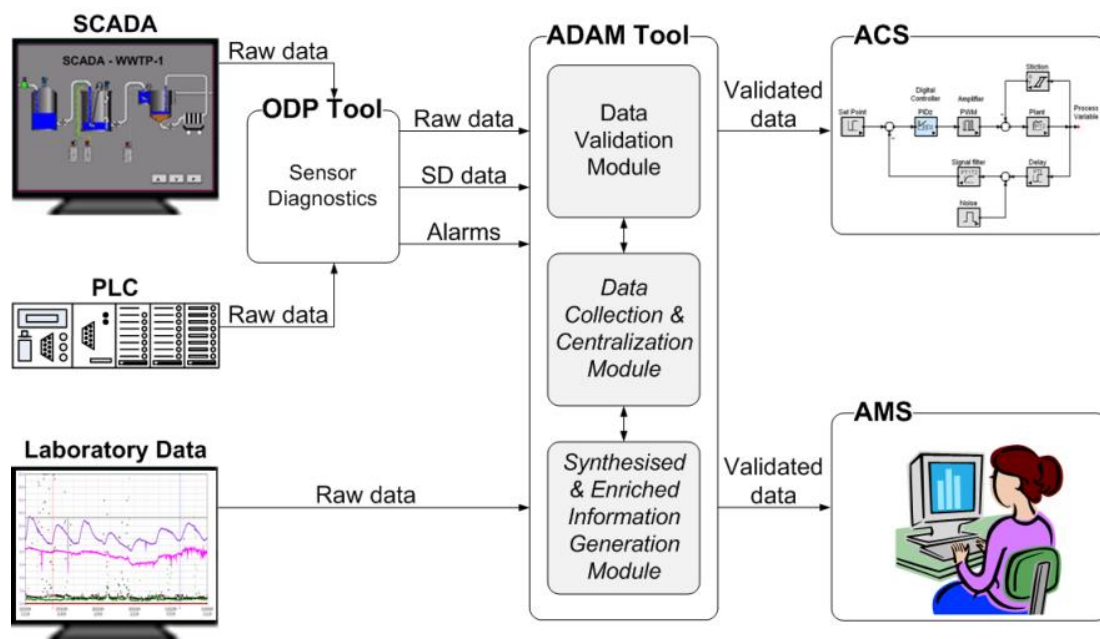 SCADA
SCADA - WWTP-1
Raw data
ODP Tool
Sensor
Diagnostics
Raw data
SD data
Alarms
PLC
Raw data
Laboratory Data
Raw data
ADAM Tool
Data
Validation
Module
Data
Collection &
Centralization
Module
Synthesised
& Enriched
Information
Generation
Module
Validated
data
ACS
Stiction
Digital
Controller
Amplifier
Process
Variable
Set Point
PIDz
PWM
Plant
Signal filter
Delay
Noise
Validated
data
AMS